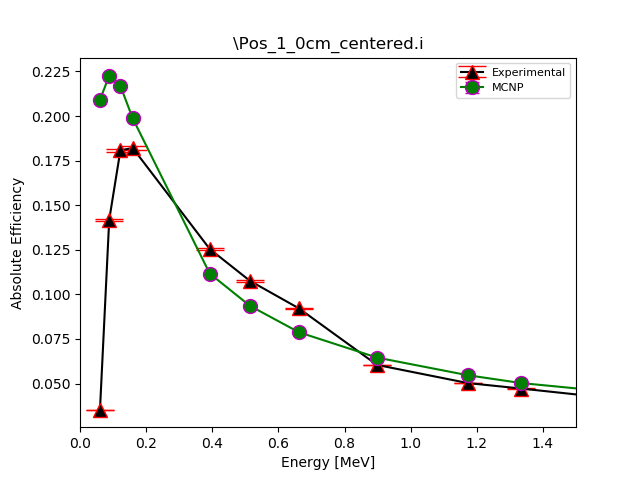 \Pos_1_0cm_centered.i
Experimental
MCNP
Absolute Efficiency
0.225
0.200
0.175
0.150
0.125
0.100
0.075
0.050
0.0 0.2 0.4 0.6 0.8 1.0 1.2 1.4
Energy [MeV]